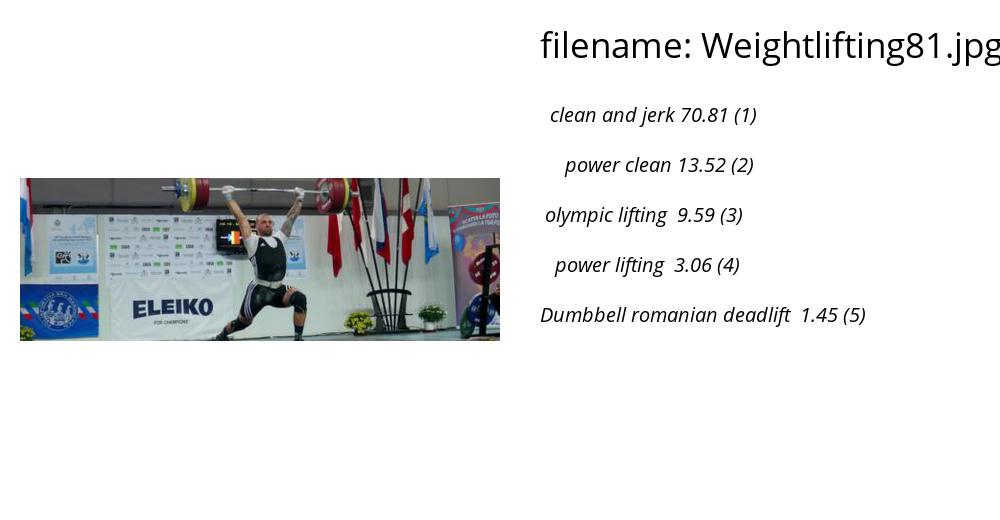 filename: Weightlifting81.jpg
clean and jerk 70.81 (1)
power clean 13.52 (2)
olympic lifting 9.59 (3)
power lifting 3.06 (4)
Dumbbell romanian deadlift 1.45 (5)
ELEIKO
FOR CHAMPIONS